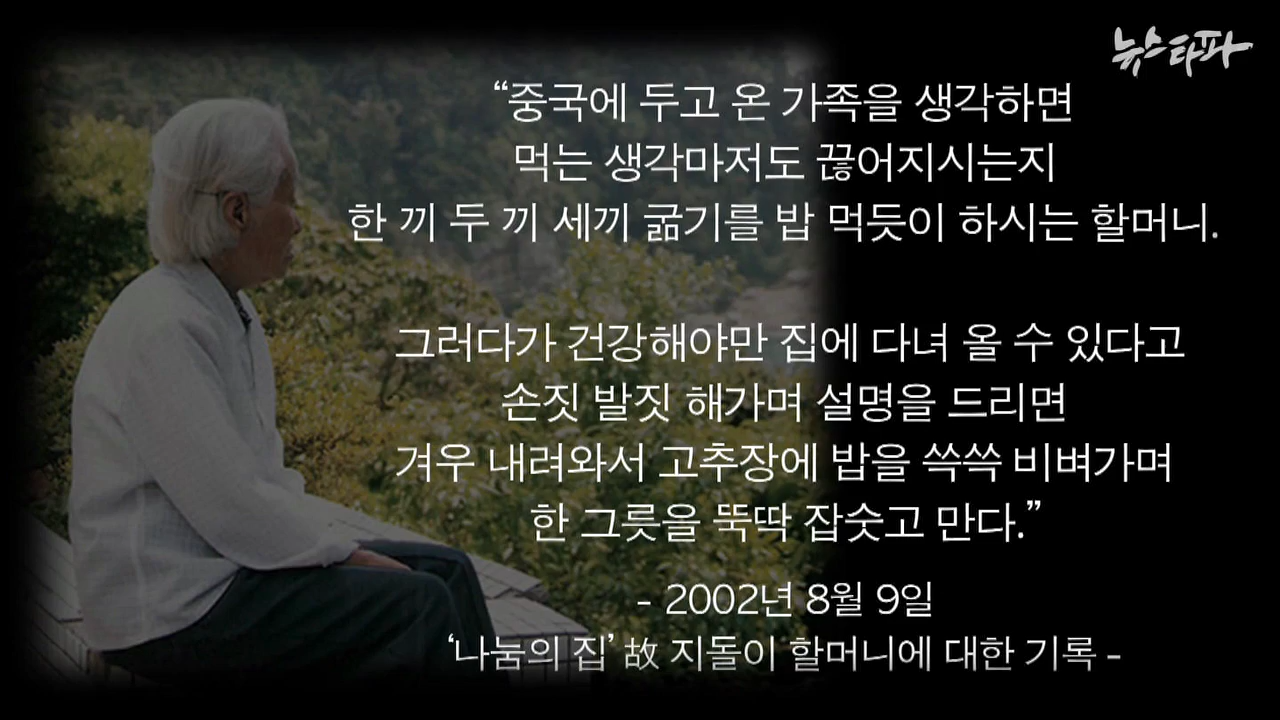 뉴스타파
“중국에 두고 온 가족을 생각하면
먹는 생각마저도 끊어지시는지
한 끼 두 끼 세끼 굶기를 밥 먹듯이 하시는 할머니.
그러다가 건강해야만 집에 다녀 올 수 있다고
손짓 발짓 해가며 설명을 드리면
겨우 내려와서 고추장에 밥을 쓱쓱 비벼가며
한 그릇을 뚝딱 잡숫고 만다.”
- 2002년 8월 9일
‘나눔의 집’ 故 지돌이 할머니에 대한 기록 -